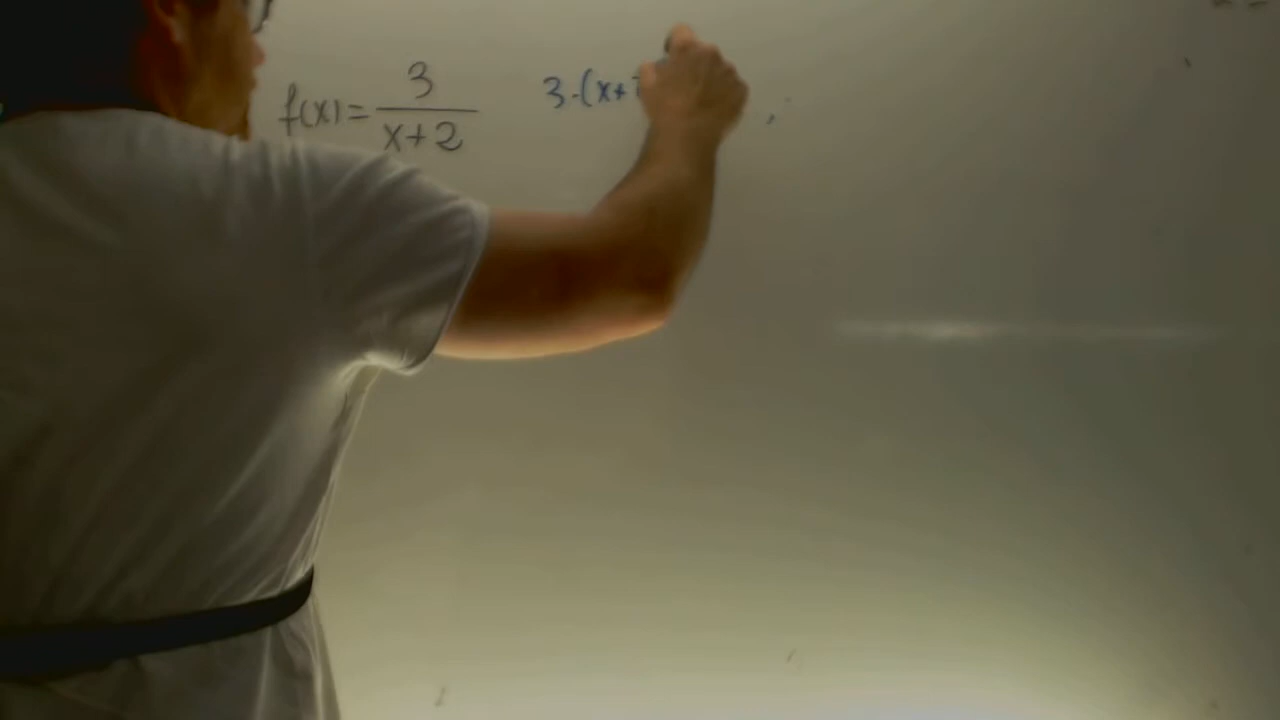 f(x) = 3 / (x+2)
3·(x+